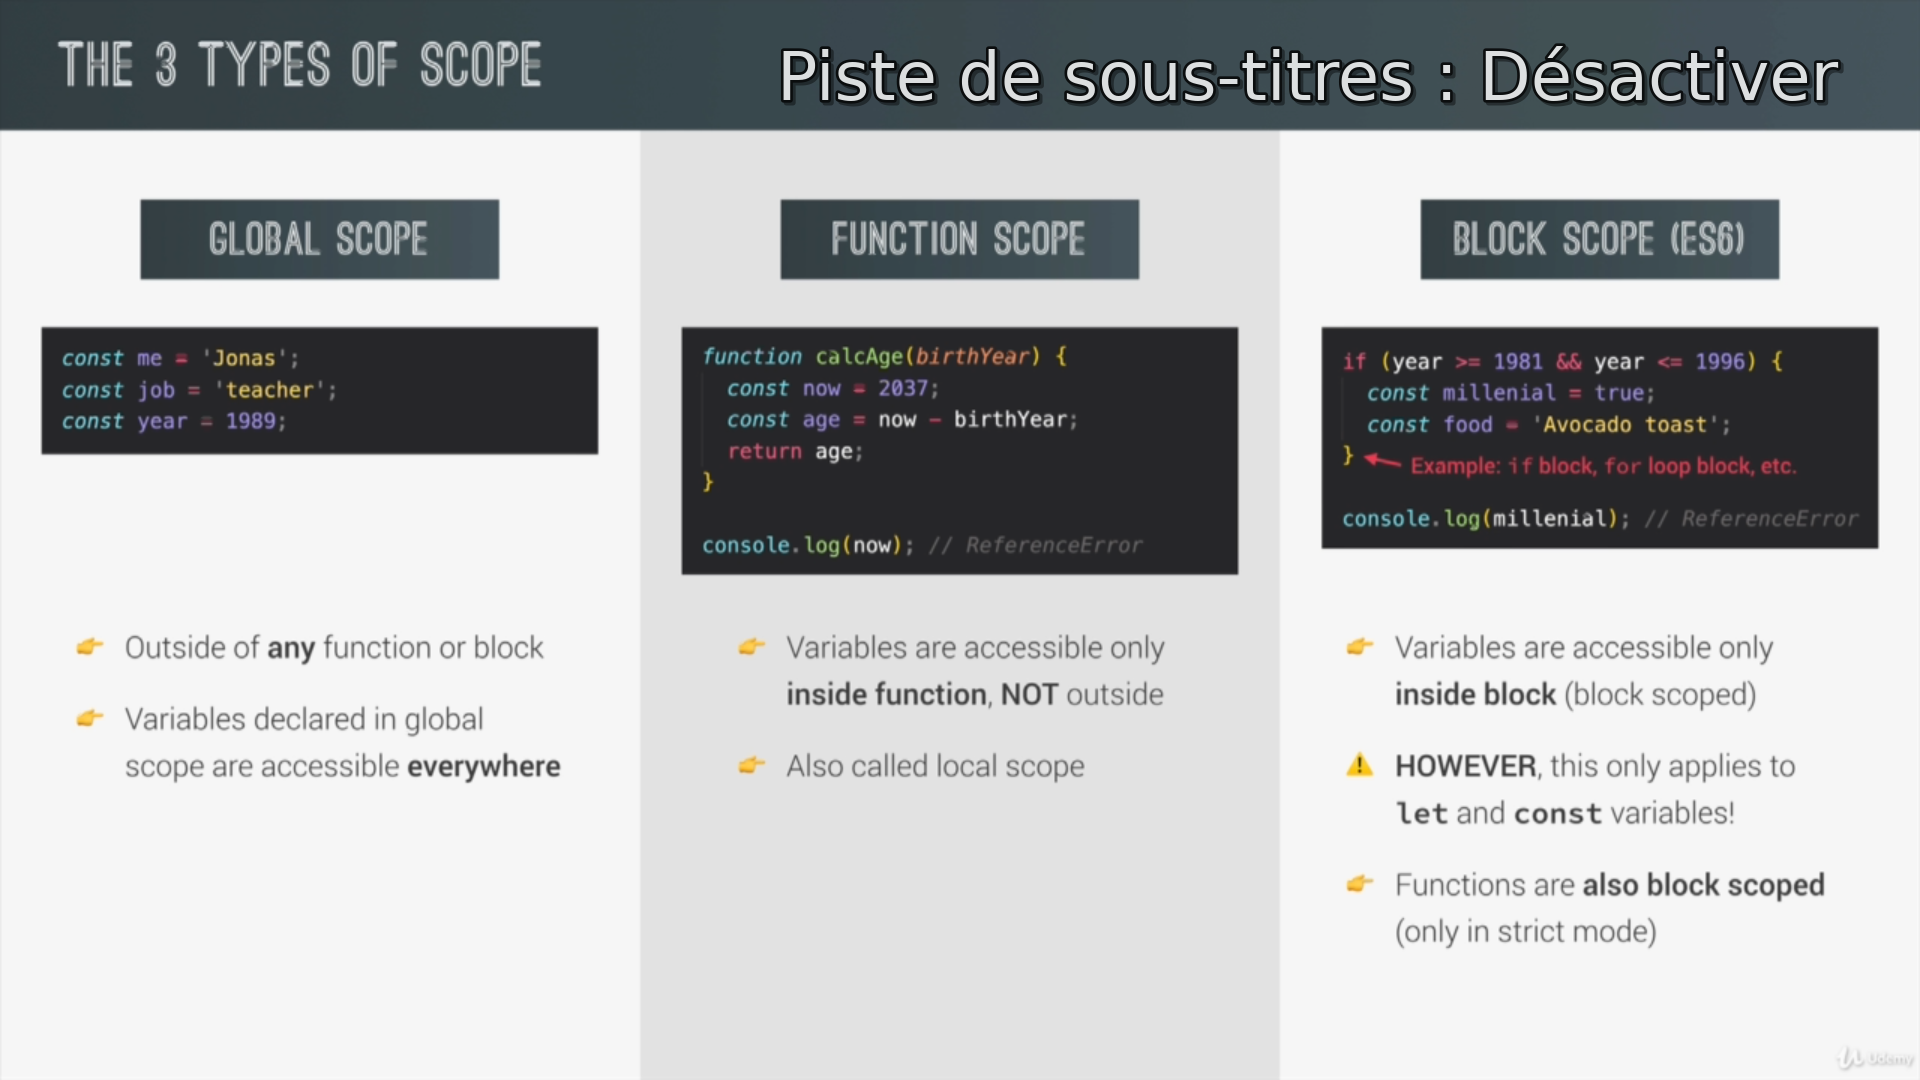 THE 3 TYPES OF SCOPE
Piste de sous-titres : Désactiver
GLOBAL SCOPE
const me = 'Jonas';
const job = 'teacher';
const year = 1989;
Outside of any function or block
Variables declared in global
scope are accessible everywhere
FUNCTION SCOPE
function calcAge(birthYear) {
const now = 2037;
const age = now - birthYear;
return age;
}
console.log(now); // ReferenceError
Variables are accessible only
inside function, NOT outside
Also called local scope
BLOCK SCOPE (ES6)
if (year >= 1981 && year <= 1996) {
const millenial = true;
const food = 'Avocado toast';
}
Example: if block, for loop block, etc.
console.log(millenial); // ReferenceError
Variables are accessible only
inside block (block scoped)
HOWEVER, this only applies to
let and const variables!
Functions are also block scoped
(only in strict mode)
Udemy